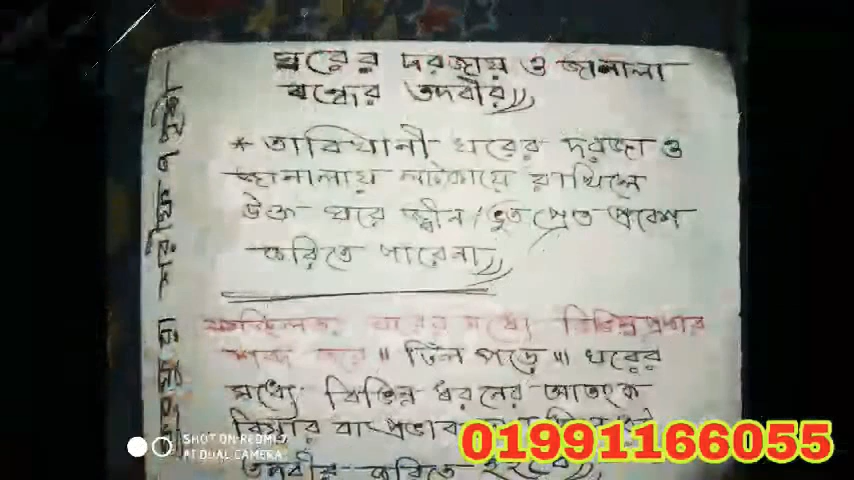 ঘরের দরজায় ও জানালা
বন্ধের তদবীর
* তাবিযানী ঘরের দরজা ও
জানালায় লটকায়ে রাখিলে
উক্ত ঘরে জ্বীন/ভুত প্রেত প্রবেশ
করিতে পারেনা
ঘরের মধ্যে বিভিন্ন প্রকার
শব্দ করে ॥ ঢিল পড়ে ॥ ঘরের
মধ্যে বিভিন্ন ধরনের আতংক
বিস্তার বা প্রভাব
তদবীর করিতে হইবে
SHOT ON REDMI 7
AI DUAL CAMERA
01991166055